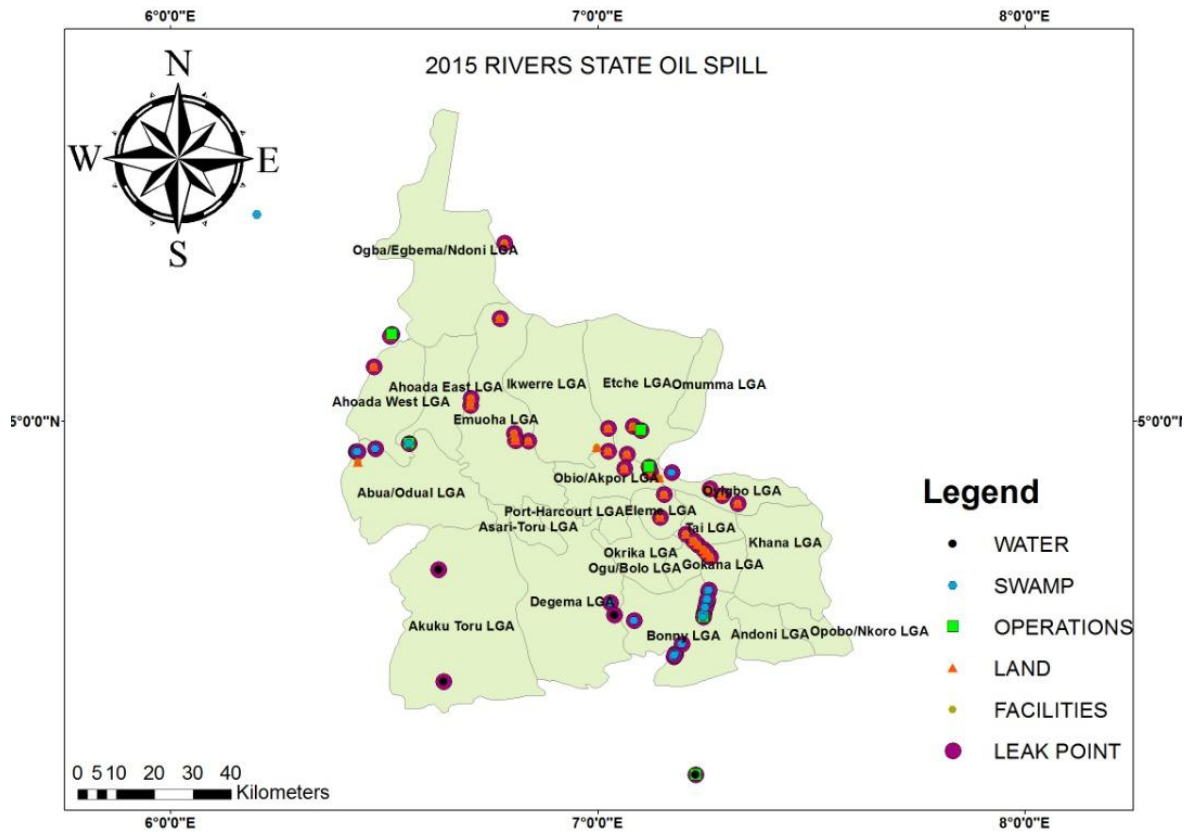 6°0'0"E 7°0'0"E 8°0'0"E
2015 RIVERS STATE OIL SPILL
N
W E
S
Ogba/Egbema/Ndoni LGA
Ahoada East LGA
Ikwerre LGA
Etche LGA
Omumma LGA
Ahoada West LGA
5°0'0"N 5°0'0"N
Emuoha LGA
Obio/Akpor LGA
Oyigbo LGA
Abua/Odual LGA
Port-Harcourt LGA
Eleme LGA
Asari-Toru LGA
Tai LGA
Khana LGA
Okrika LGA
Ogu/Bolo LGA
Gokana LGA
Degema LGA
Akuku Toru LGA
Bonny LGA
Andoni LGA
Opobo/Nkoro LGA
Legend
WATER
SWAMP
OPERATIONS
LAND
FACILITIES
LEAK POINT
0 5 10 20 30 40
Kilometers
6°0'0"E 7°0'0"E 8°0'0"E